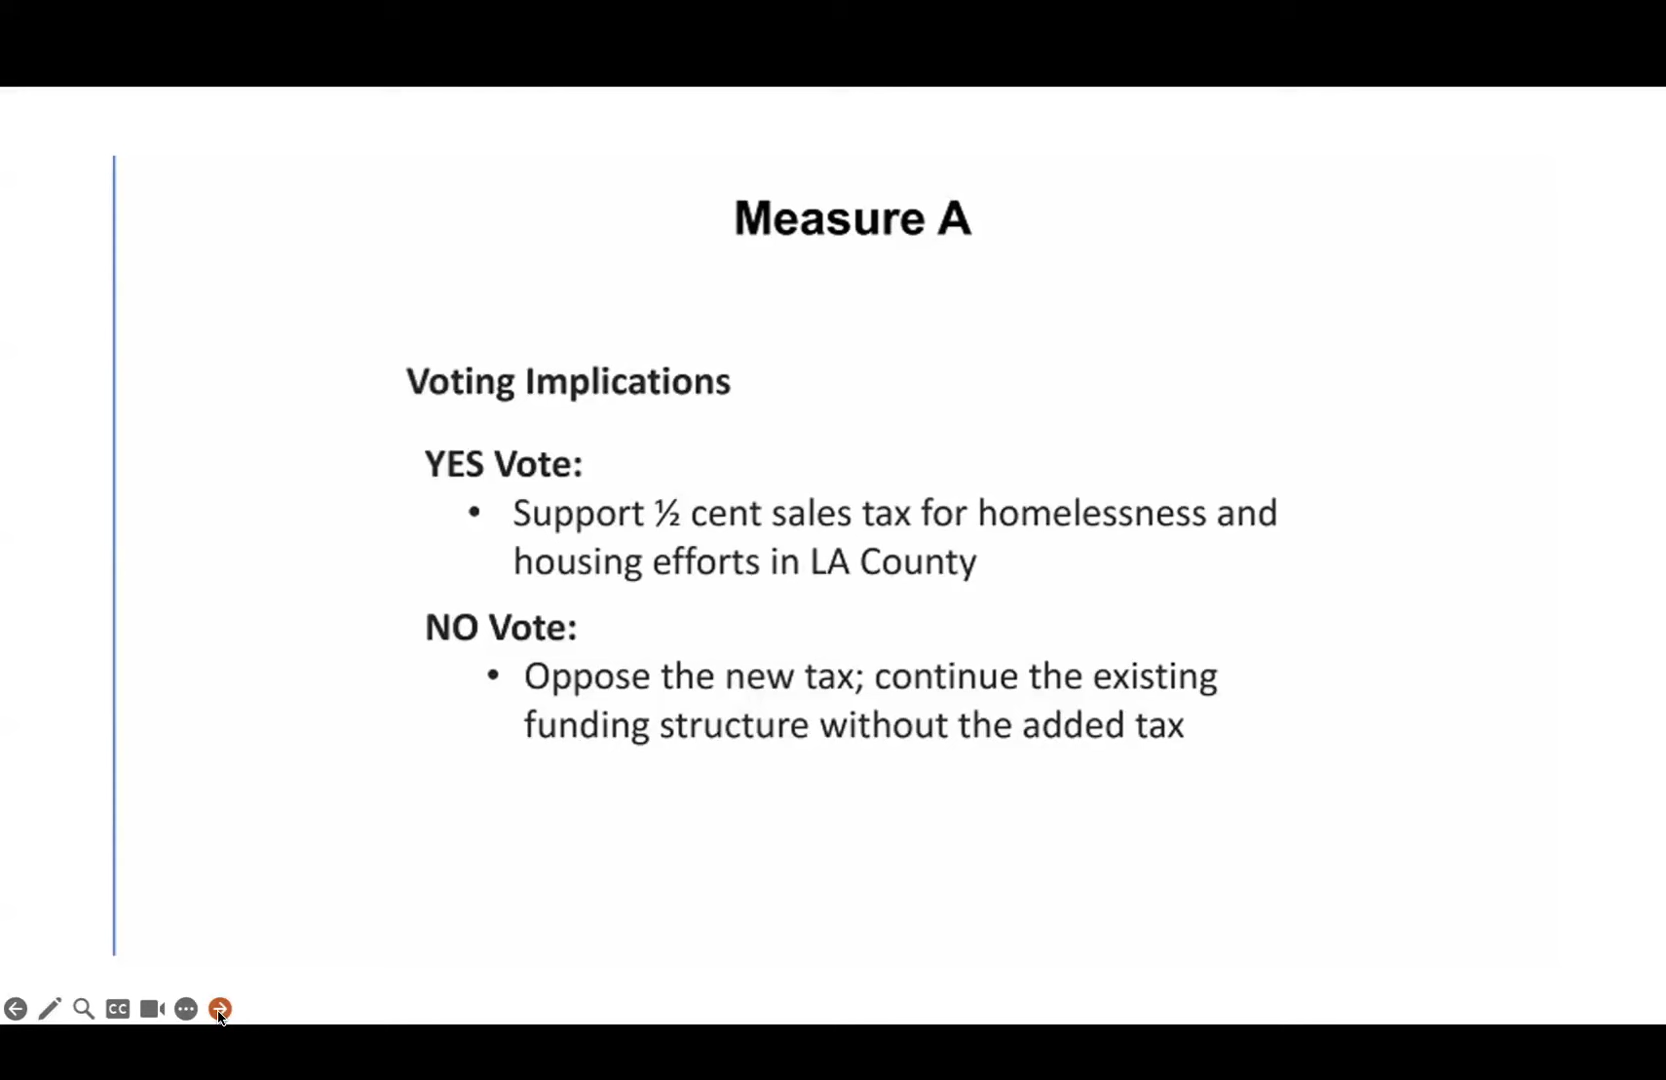 Measure A
Voting Implications
YES Vote:
• Support ½ cent sales tax for homelessness and
housing efforts in LA County
NO Vote:
• Oppose the new tax; continue the existing
funding structure without the added tax
CC